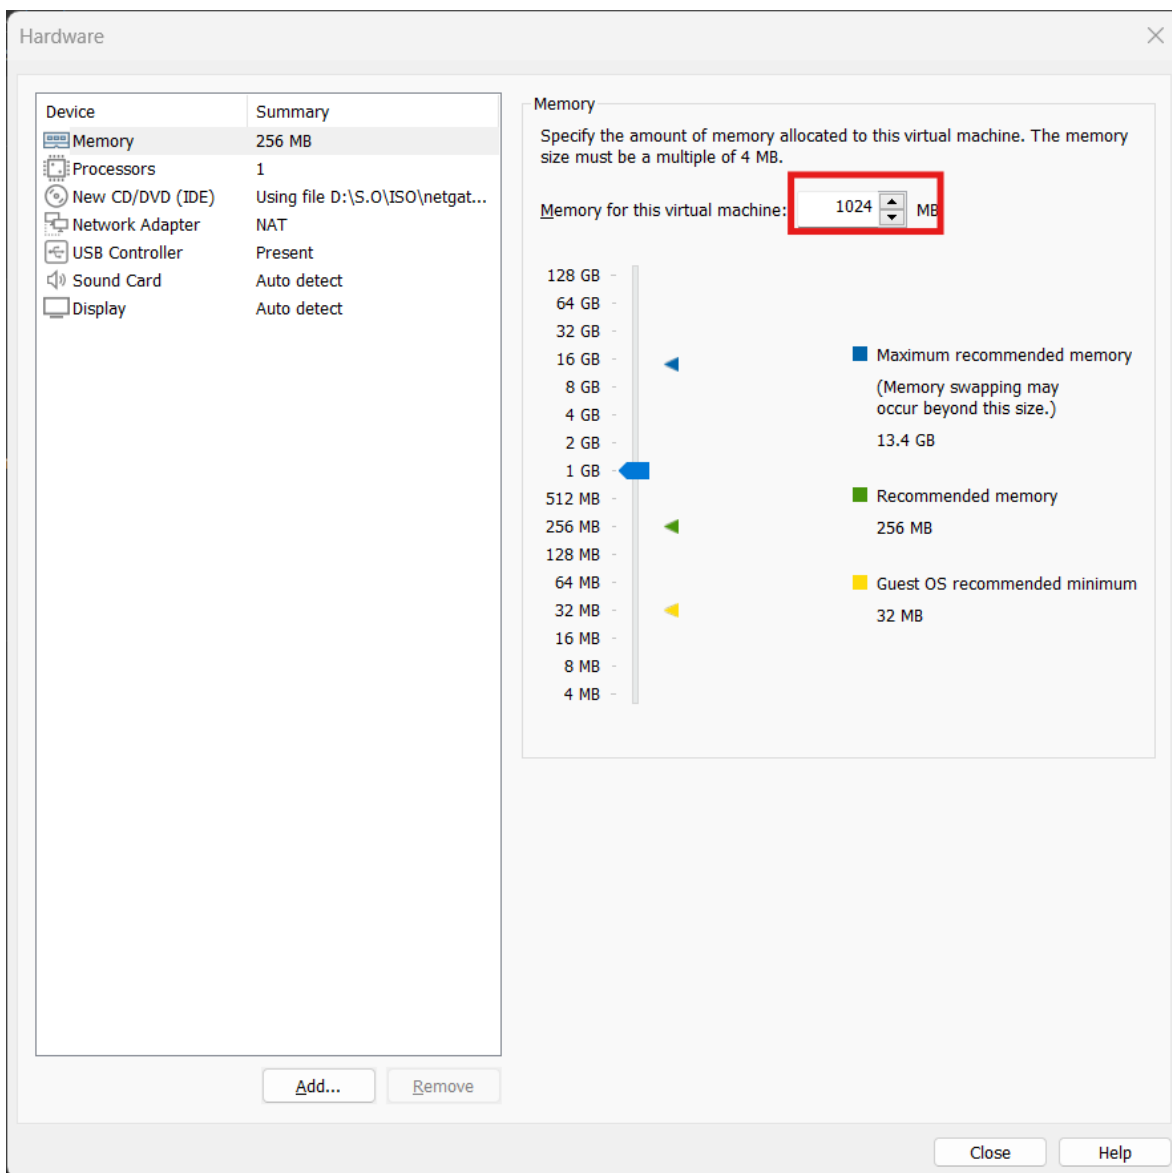 Hardware
Device Summary
Memory 256 MB
Processors 1
New CD/DVD (IDE) Using file D:\S.O\ISO\netgat...
Network Adapter NAT
USB Controller Present
Sound Card Auto detect
Display Auto detect
Add... Remove
Memory
Specify the amount of memory allocated to this virtual machine. The memory
size must be a multiple of 4 MB.
Memory for this virtual machine: 1024 MB
128 GB
64 GB
32 GB
16 GB
8 GB
4 GB
2 GB
1 GB
512 MB
256 MB
128 MB
64 MB
32 MB
16 MB
8 MB
4 MB
Maximum recommended memory
(Memory swapping may
occur beyond this size.)
13.4 GB
Recommended memory
256 MB
Guest OS recommended minimum
32 MB
Close Help